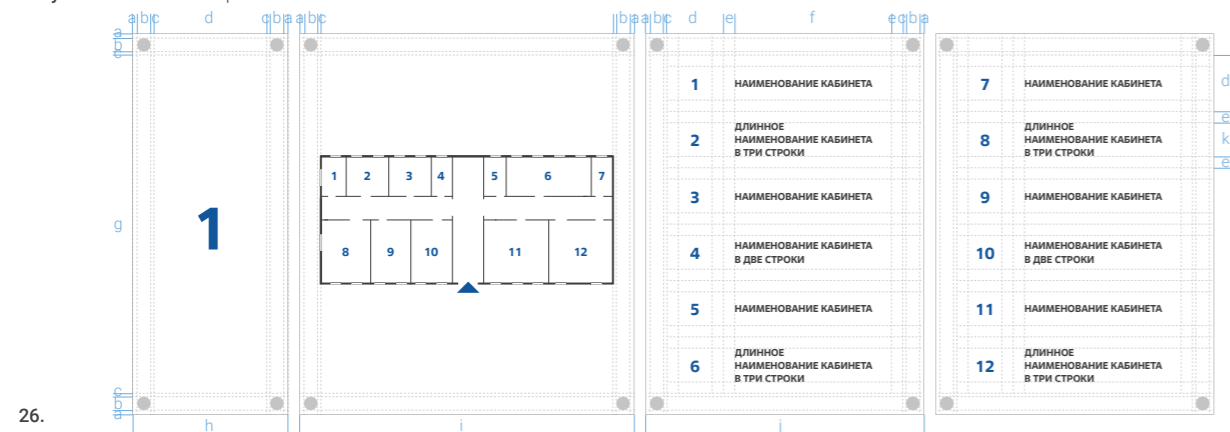 a b c d c b a a b c b a a b c d e f e c b a
a
b
c
1 НАИМЕНОВАНИЕ КАБИНЕТА
7 НАИМЕНОВАНИЕ КАБИНЕТА
d
e
k
e
2
ДЛИННОЕ
НАИМЕНОВАНИЕ КАБИНЕТА
В ТРИ СТРОКИ
8
ДЛИННОЕ
НАИМЕНОВАНИЕ КАБИНЕТА
В ТРИ СТРОКИ
1 2 3 4 5 6 7
3 НАИМЕНОВАНИЕ КАБИНЕТА
9 НАИМЕНОВАНИЕ КАБИНЕТА
g
1
8 9 10 11 12
4
НАИМЕНОВАНИЕ КАБИНЕТА
В ДВЕ СТРОКИ
10
НАИМЕНОВАНИЕ КАБИНЕТА
В ДВЕ СТРОКИ
5 НАИМЕНОВАНИЕ КАБИНЕТА
11 НАИМЕНОВАНИЕ КАБИНЕТА
6
ДЛИННОЕ
НАИМЕНОВАНИЕ КАБИНЕТА
В ТРИ СТРОКИ
12
ДЛИННОЕ
НАИМЕНОВАНИЕ КАБИНЕТА
В ТРИ СТРОКИ
c
b
a
26.
h i j